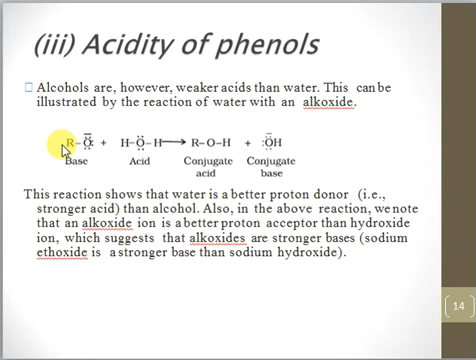 (iii) Acidity of phenols
Alcohols are, however, weaker acids than water. This can be
illustrated by the reaction of water with an alkoxide.
R–Ö: + H–Ö–H ⟶ R–O–H + :ÖH
Base Acid Conjugate Conjugate
acid base
This reaction shows that water is a better proton donor (i.e.,
stronger acid) than alcohol. Also, in the above reaction, we note
that an alkoxide ion is a better proton acceptor than hydroxide
ion, which suggests that alkoxides are stronger bases (sodium
ethoxide is a stronger base than sodium hydroxide).
14